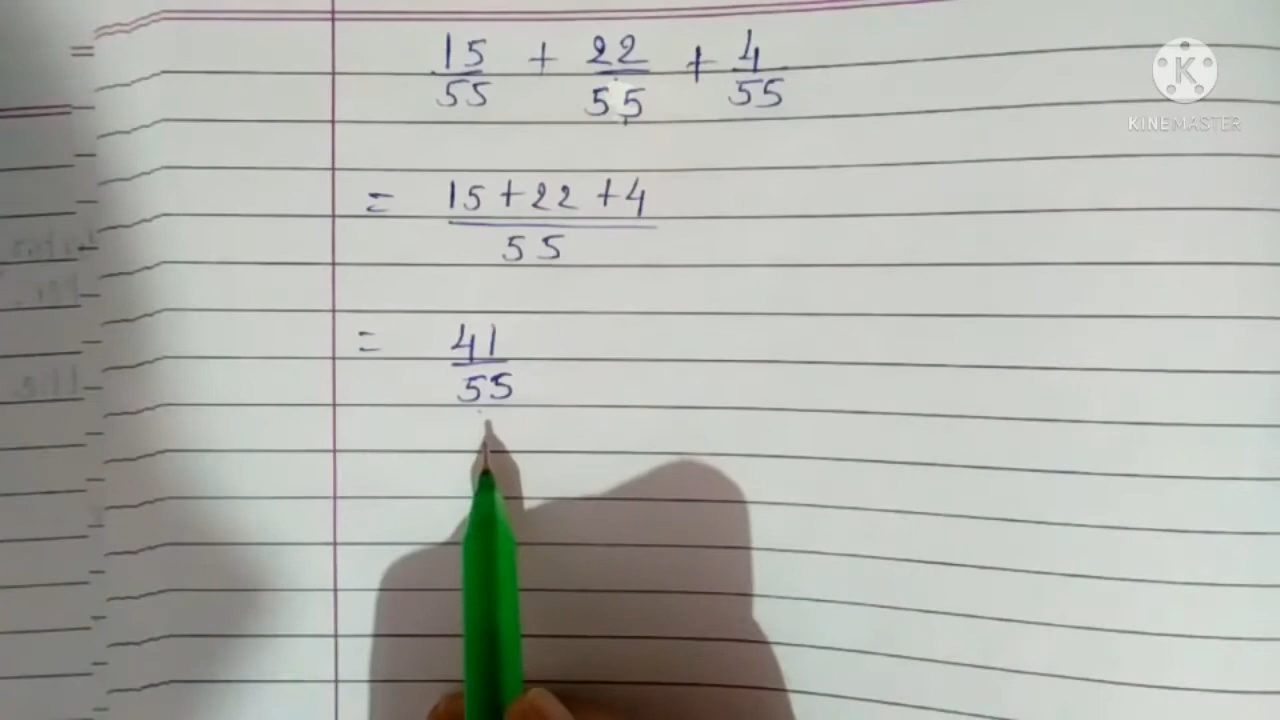 = 15/55 + 22/55 + 4/55
K
KINEMASTER
= 15+22+4/55
= 41/55